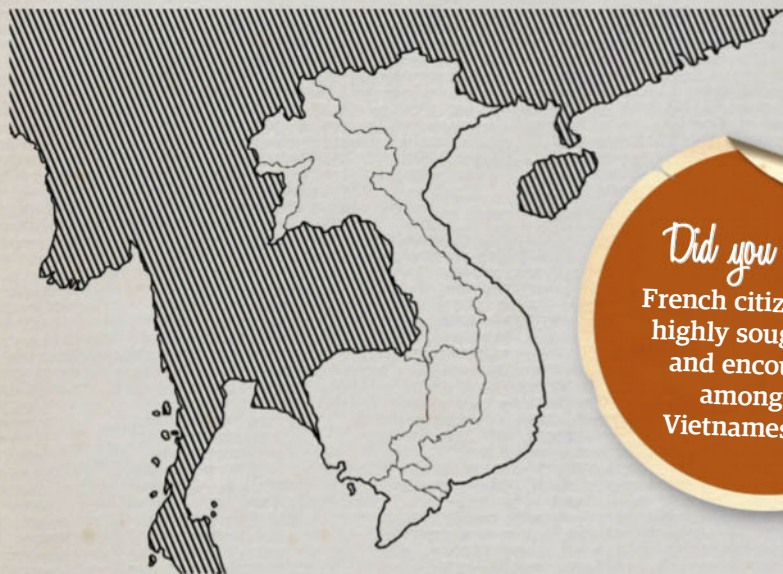 Did you
French citiz
highly soug
and encou
among
Vietnames